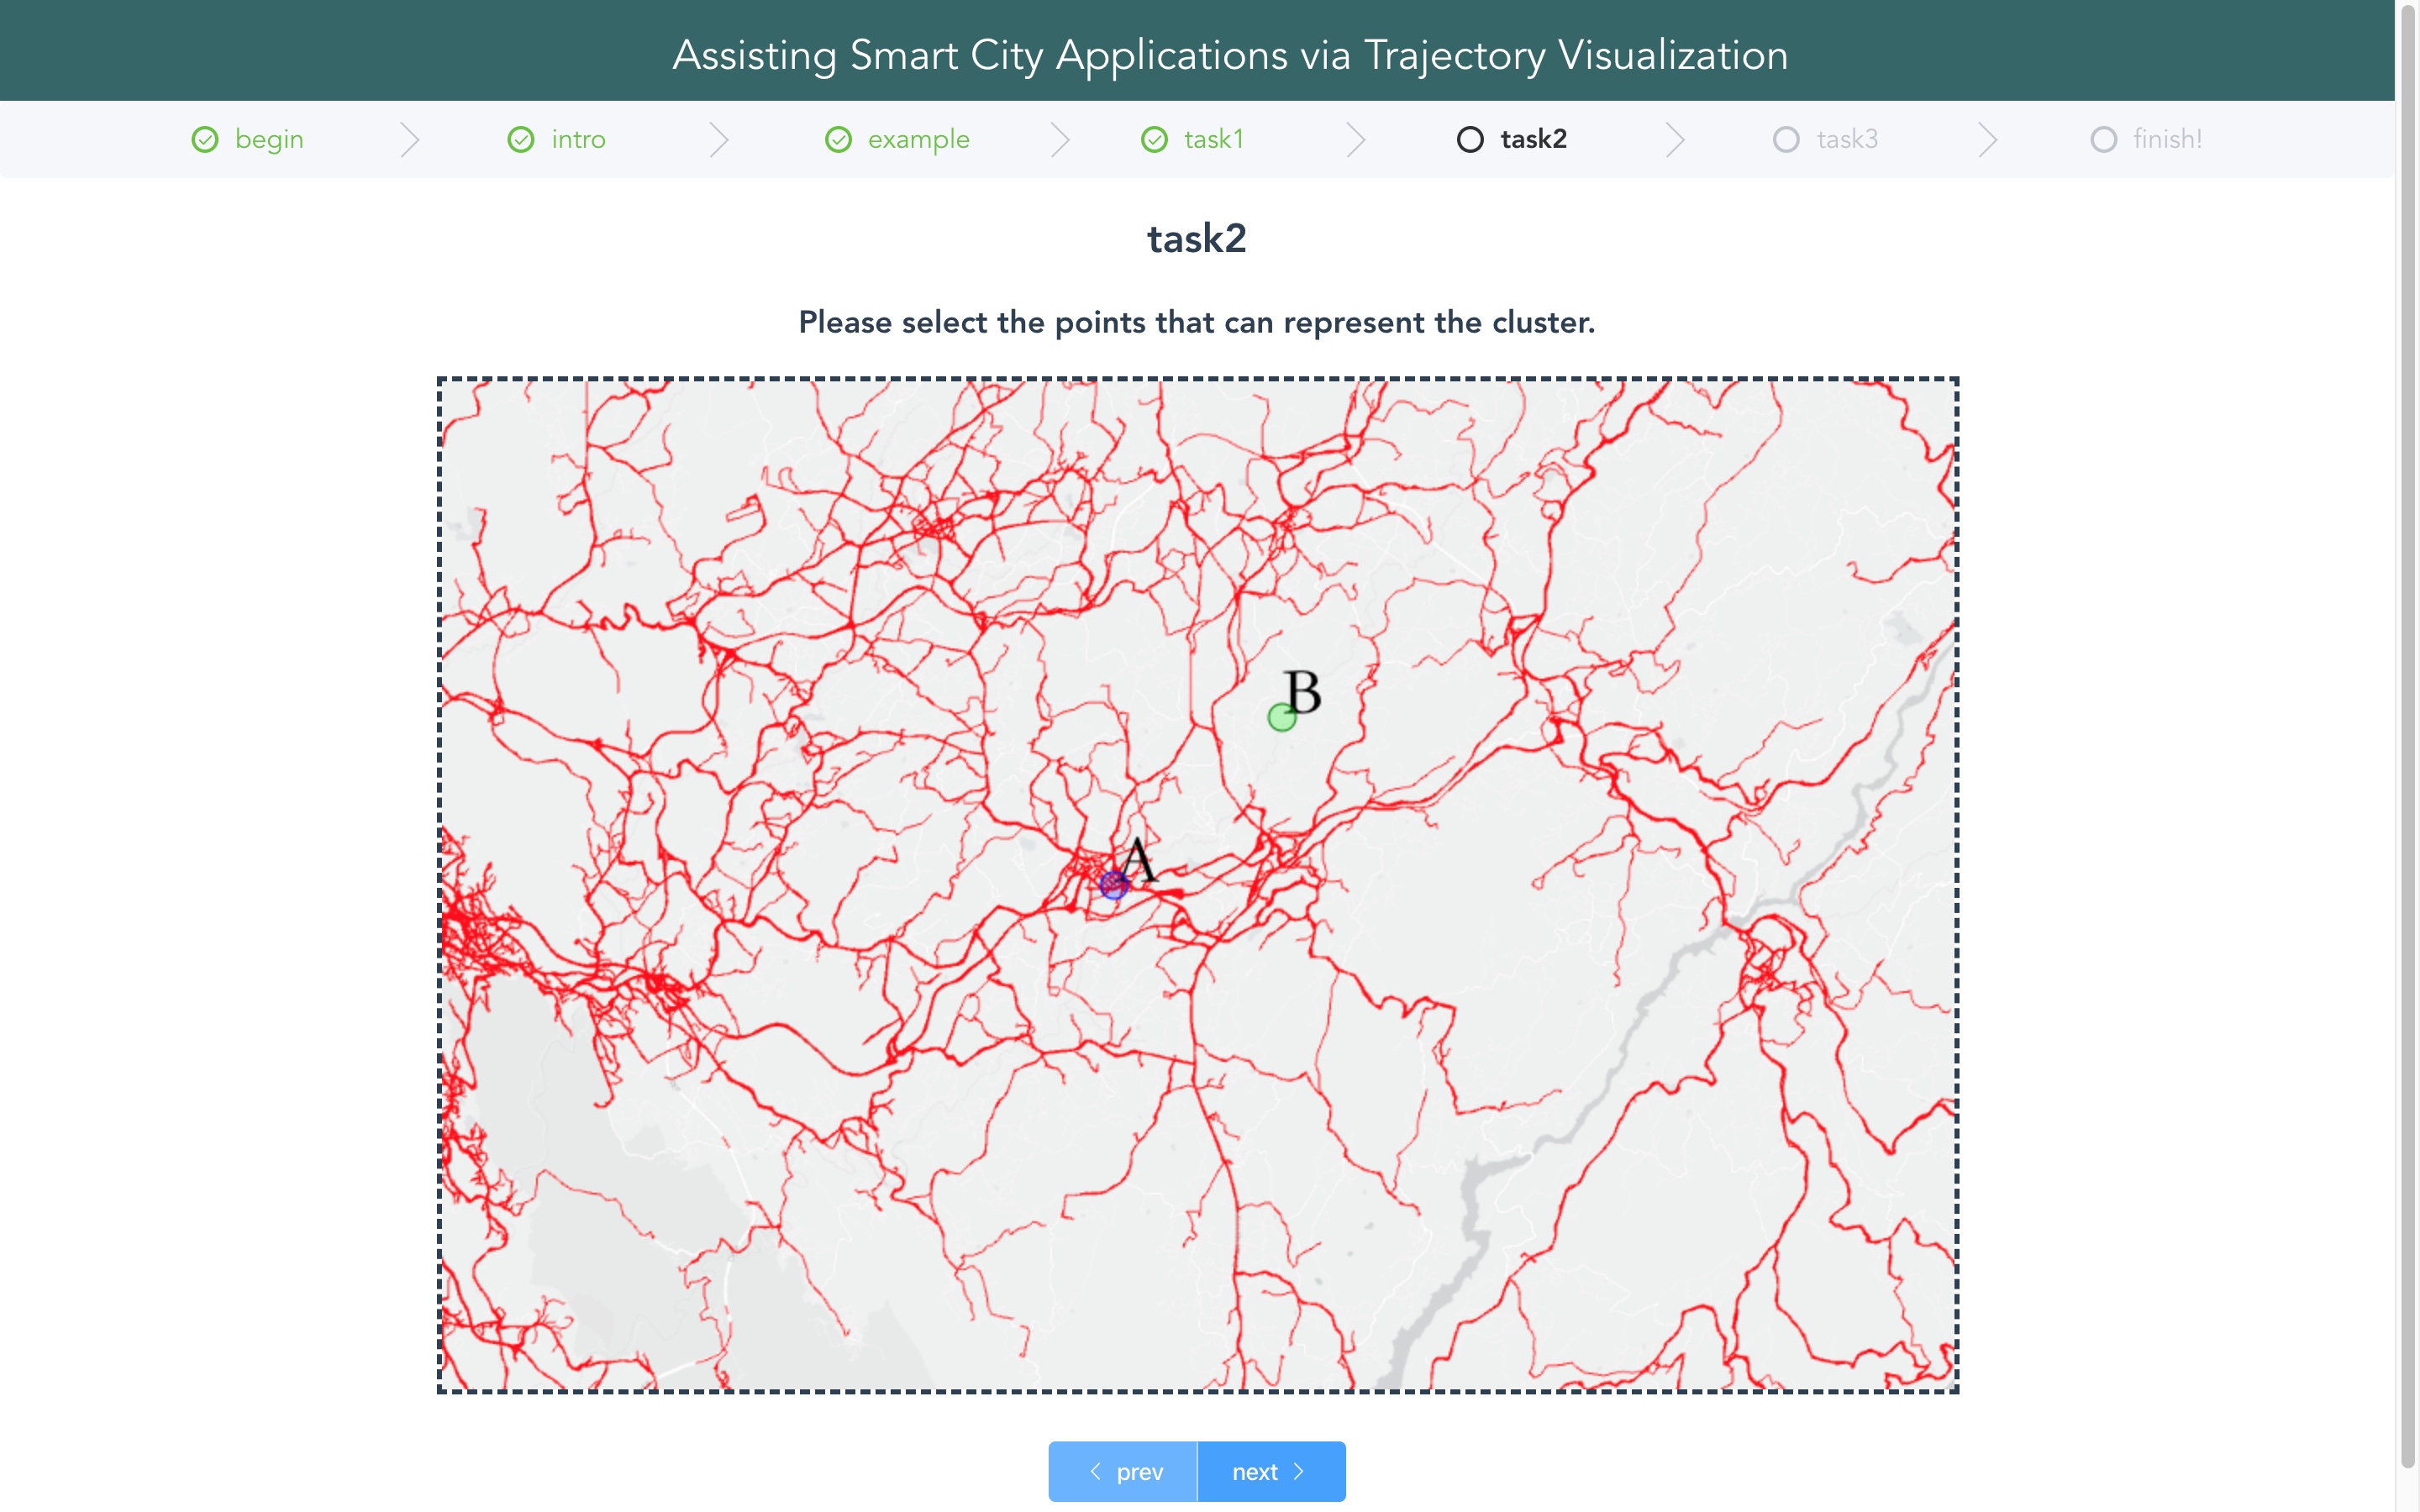 Assisting Smart City Applications via Trajectory Visualization
begin intro example task1 task2 task3 finish!
task2
Please select the points that can represent the cluster.
B
A
prev next